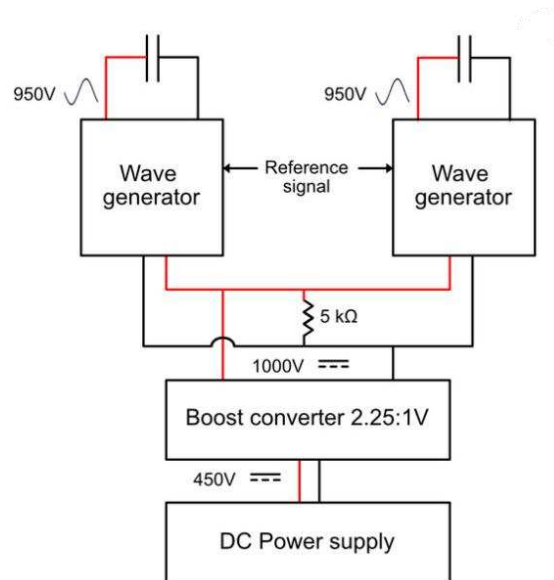 950V
950V
Wave
generator
Reference
signal
Wave
generator
5 kΩ
1000V
Boost converter 2.25:1V
450V
DC Power supply